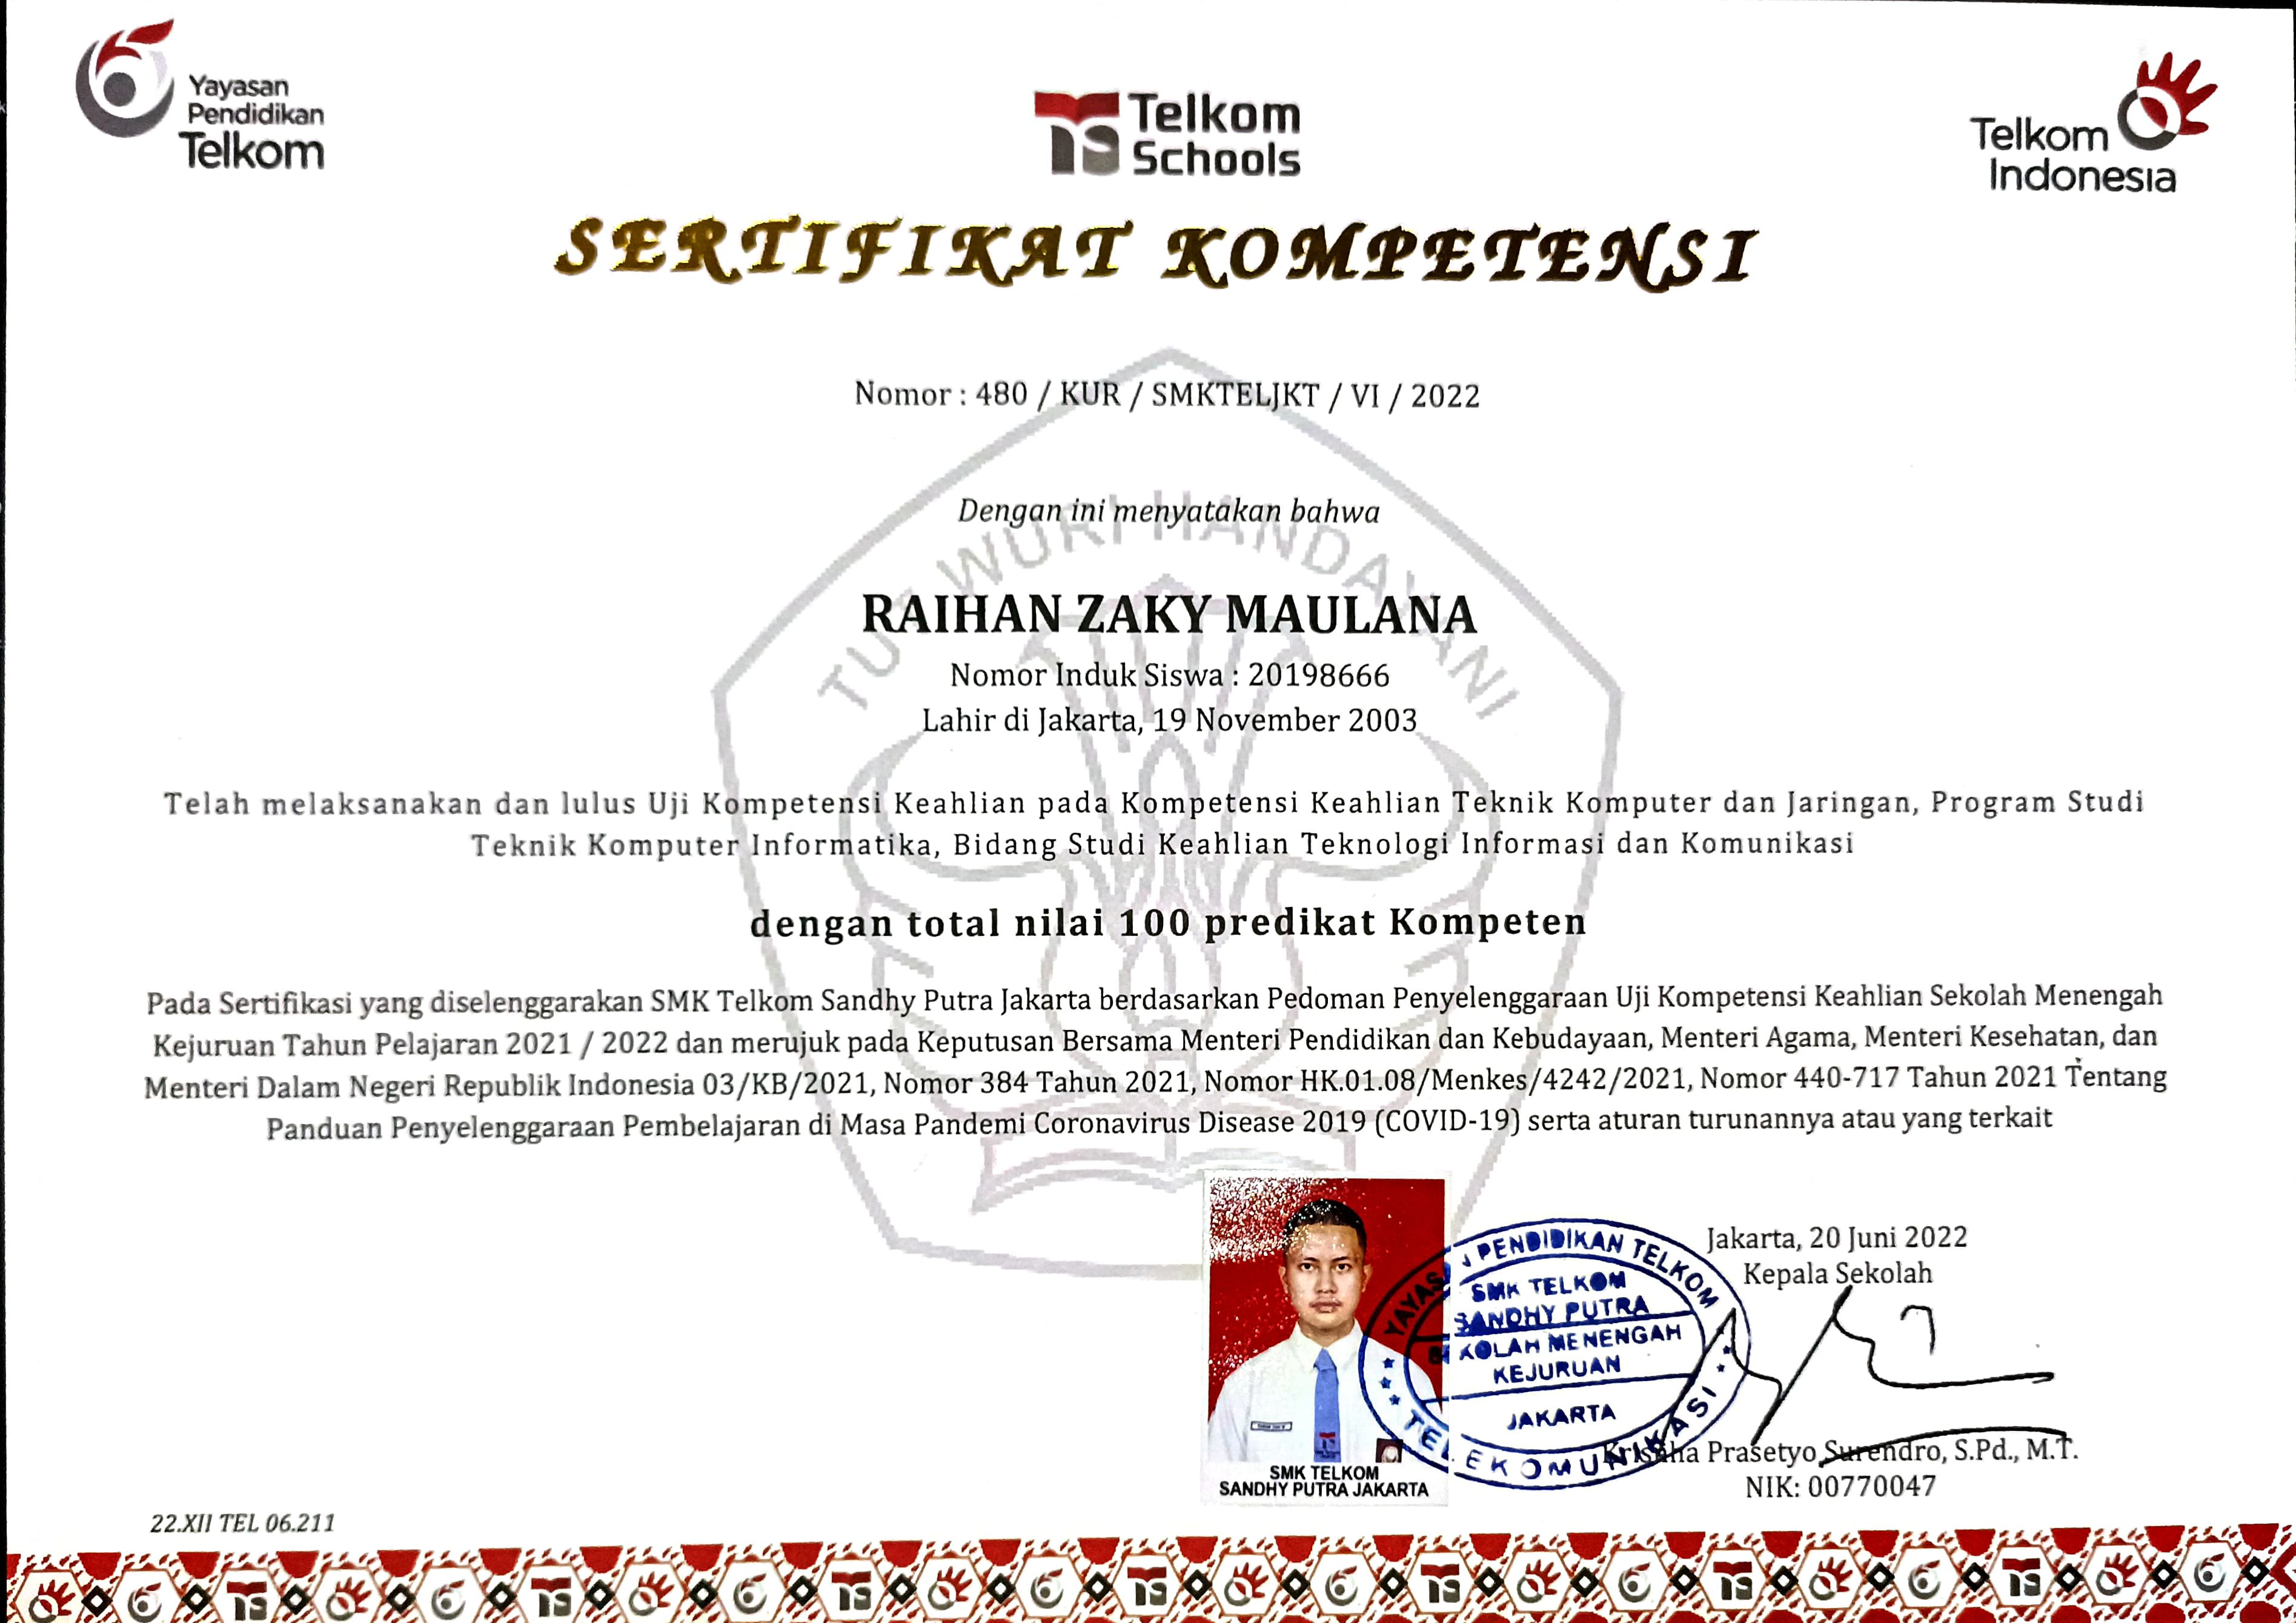 Yayasan
Pendidikan
Telkom
Telkom
Schools
Telkom
Indonesia
SERTIFIKAT KOMPETENSI
Nomor : 480 / KUR / SMKTELJKT / VI / 2022
TUT WURI HANDAYANI
Dengan ini menyatakan bahwa
RAIHAN ZAKY MAULANA
Nomor Induk Siswa : 20198666
Lahir di Jakarta, 19 November 2003
Telah melaksanakan dan lulus Uji Kompetensi Keahlian pada Kompetensi Keahlian Teknik Komputer dan Jaringan, Program Studi
Teknik Komputer Informatika, Bidang Studi Keahlian Teknologi Informasi dan Komunikasi
dengan total nilai 100 predikat Kompeten
Pada Sertifikasi yang diselenggarakan SMK Telkom Sandhy Putra Jakarta berdasarkan Pedoman Penyelenggaraan Uji Kompetensi Keahlian Sekolah Menengah
Kejuruan Tahun Pelajaran 2021 / 2022 dan merujuk pada Keputusan Bersama Menteri Pendidikan dan Kebudayaan, Menteri Agama, Menteri Kesehatan, dan
Menteri Dalam Negeri Republik Indonesia 03/KB/2021, Nomor 384 Tahun 2021, Nomor HK.01.08/Menkes/4242/2021, Nomor 440-717 Tahun 2021 Tentang
Panduan Penyelenggaraan Pembelajaran di Masa Pandemi Coronavirus Disease 2019 (COVID-19) serta aturan turunannya atau yang terkait
Jakarta, 20 Juni 2022
Kepala Sekolah
PENDIDIKAN TELKOM
SMK TELKOM
SANDHY PUTRA
SEKOLAH MENENGAH
KEJURUAN
JAKARTA
TELEKOMUNIKASI
Prasetyo Surendro, S.Pd., M.T.
NIK: 00770047
SMK TELKOM
SANDHY PUTRA JAKARTA
22.XII TEL 06.211